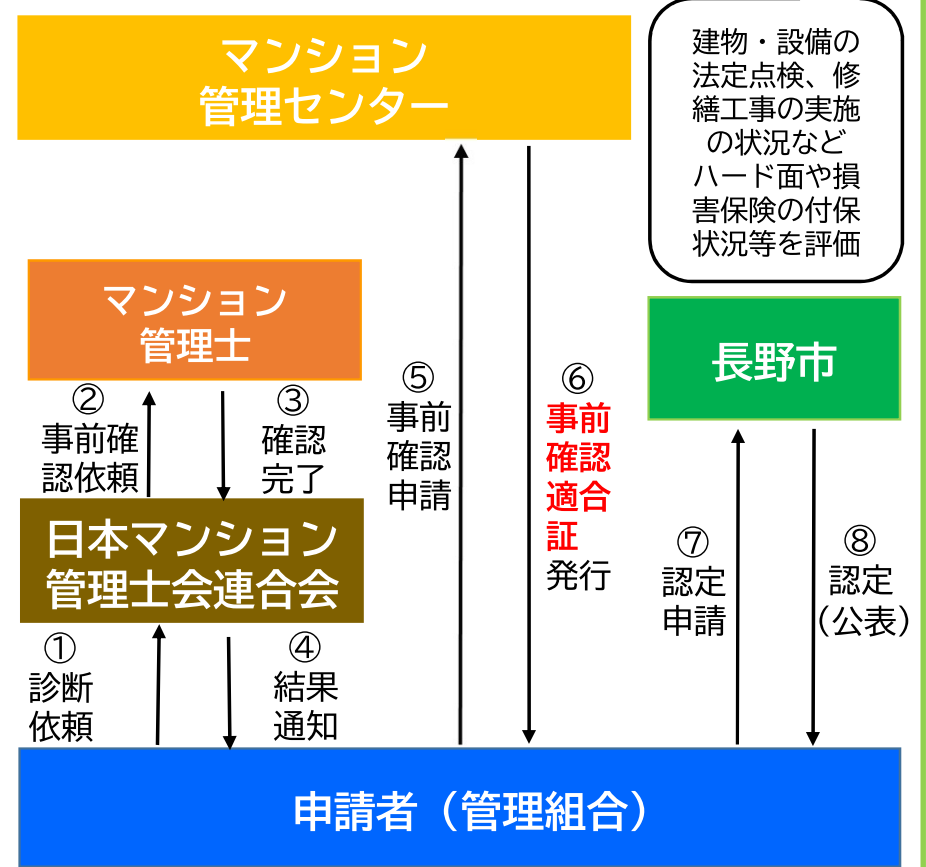 マンション
管理センター
建物・設備の
法定点検、修
繕工事の実施
の状況など
ハード面や損
害保険の付保
状況等を評価
マンション
管理士
長野市
②
事前確
認依頼
③
確認
完了
⑤
事前
確認
申請
⑥
事前
確認
適合
証
発行
日本マンション
管理士会連合会
⑦
認定
申請
⑧
認定
（公表）
①
診断
依頼
④
結果
通知
申請者（管理組合）